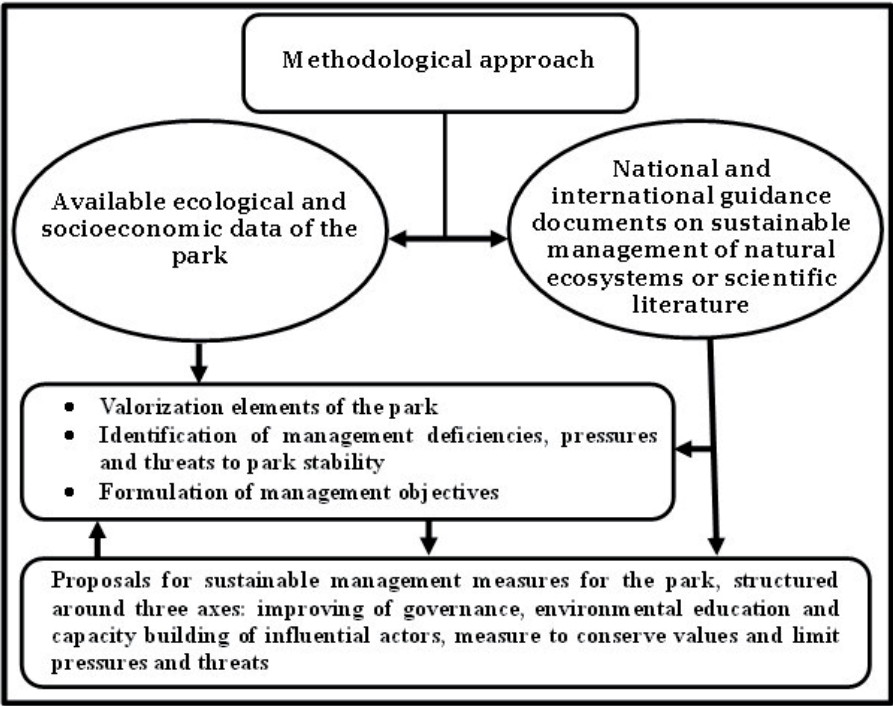 Methodological approach
Available ecological and
socioeconomic data of the
park
National and
international guidance
documents on sustainable
management of natural
ecosystems or scientific
literature
• Valorization elements of the park
• Identification of management deficiencies, pressures
and threats to park stability
• Formulation of management objectives
Proposals for sustainable management measures for the park, structured
around three axes: improving of governance, environmental education and
capacity building of influential actors, measure to conserve values and limit
pressures and threats